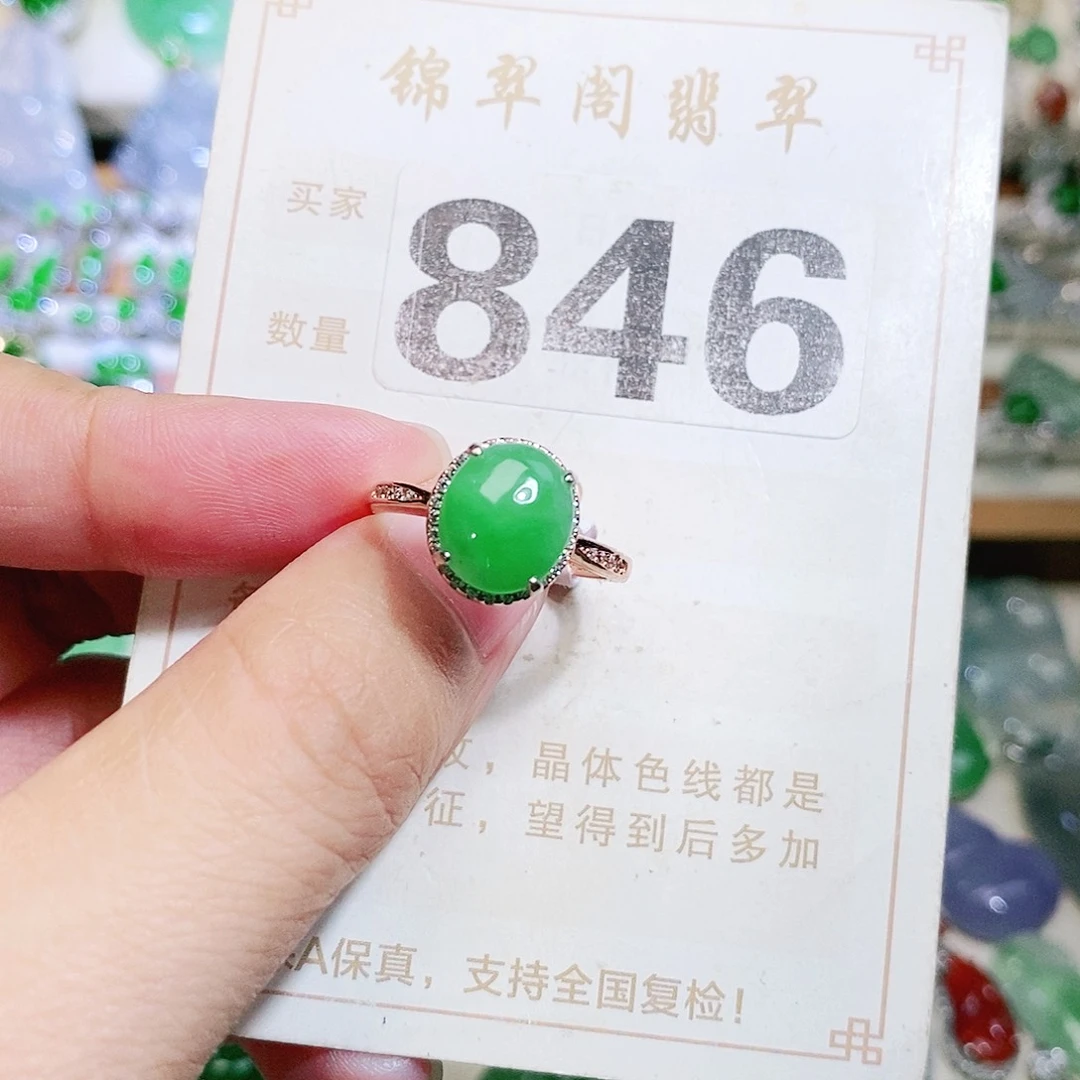 锦翠阁翡翠
买家
846
数量
，晶体色线都是
征，望得到后多加
A保真，支持全国复检！